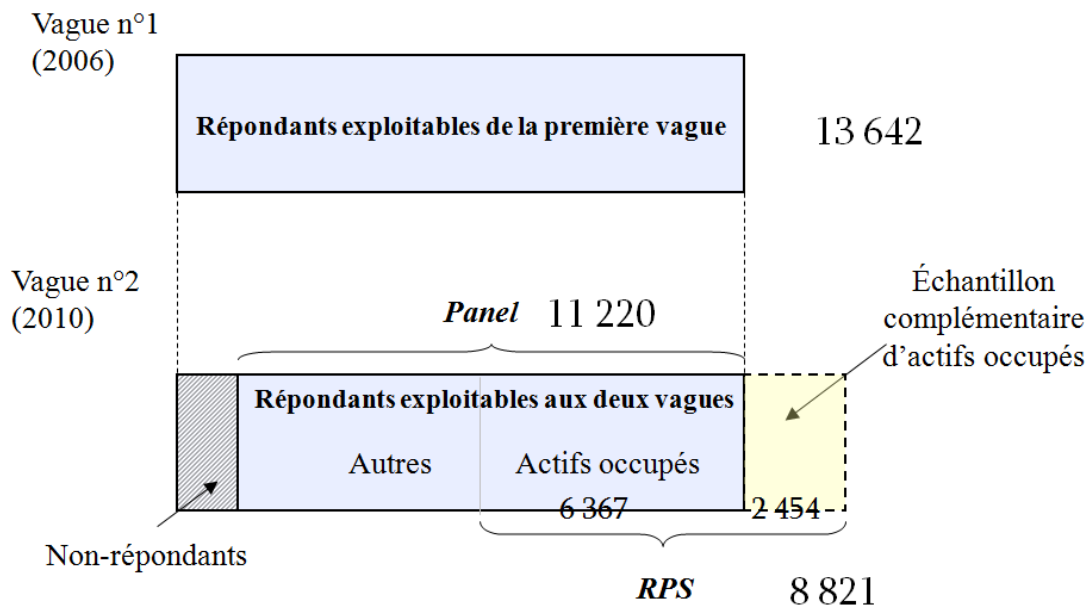 Vague n°1
(2006)
Répondants exploitables de la première vague
13 642
Vague n°2
(2010)
Panel 11 220
Échantillon
complémentaire
d'actifs occupés
Répondants exploitables aux deux vagues
Autres
Actifs occupés
6 367
2 454
Non-répondants
RPS
8 821